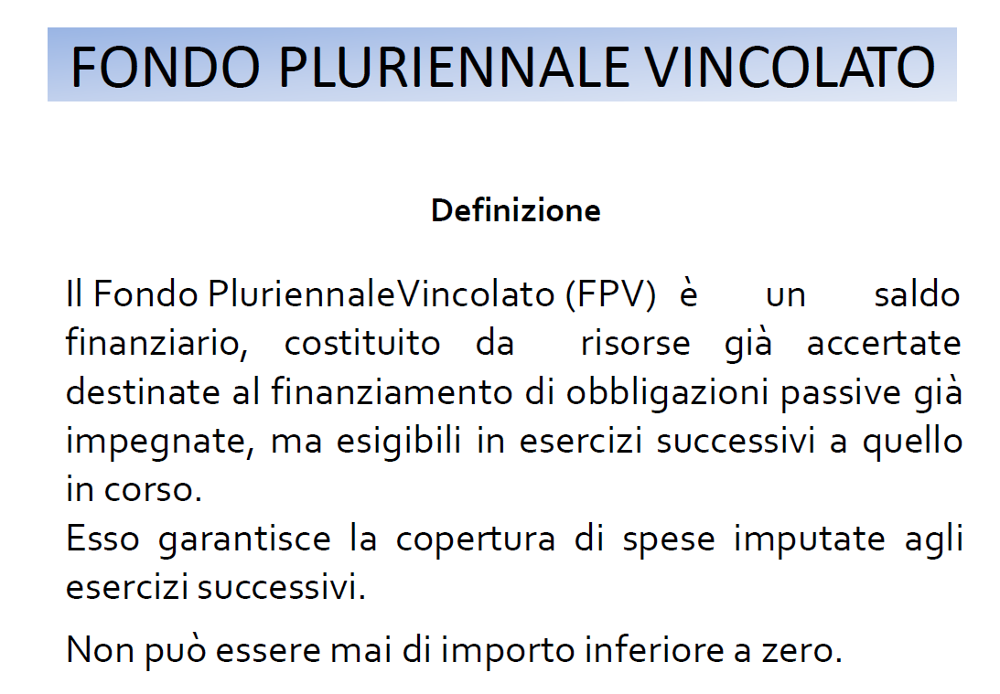 FONDO PLURIENNALE VINCOLATO
Definizione
Il Fondo PluriennaleVincolato (FPV) è un saldo
finanziario, costituito da risorse già accertate
destinate al finanziamento di obbligazioni passive già
impegnate, ma esigibili in esercizi successivi a quello
in corso.
Esso garantisce la copertura di spese imputate agli
esercizi successivi.
Non può essere mai di importo inferiore a zero.